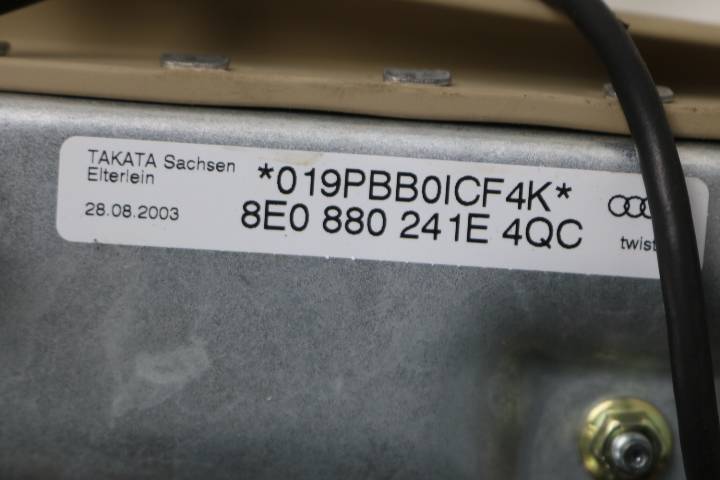 TAKATA Sachsen
Elterlein
28.08.2003
*019PBB0ICF4K*
8E0 880 241E 4QC
twist